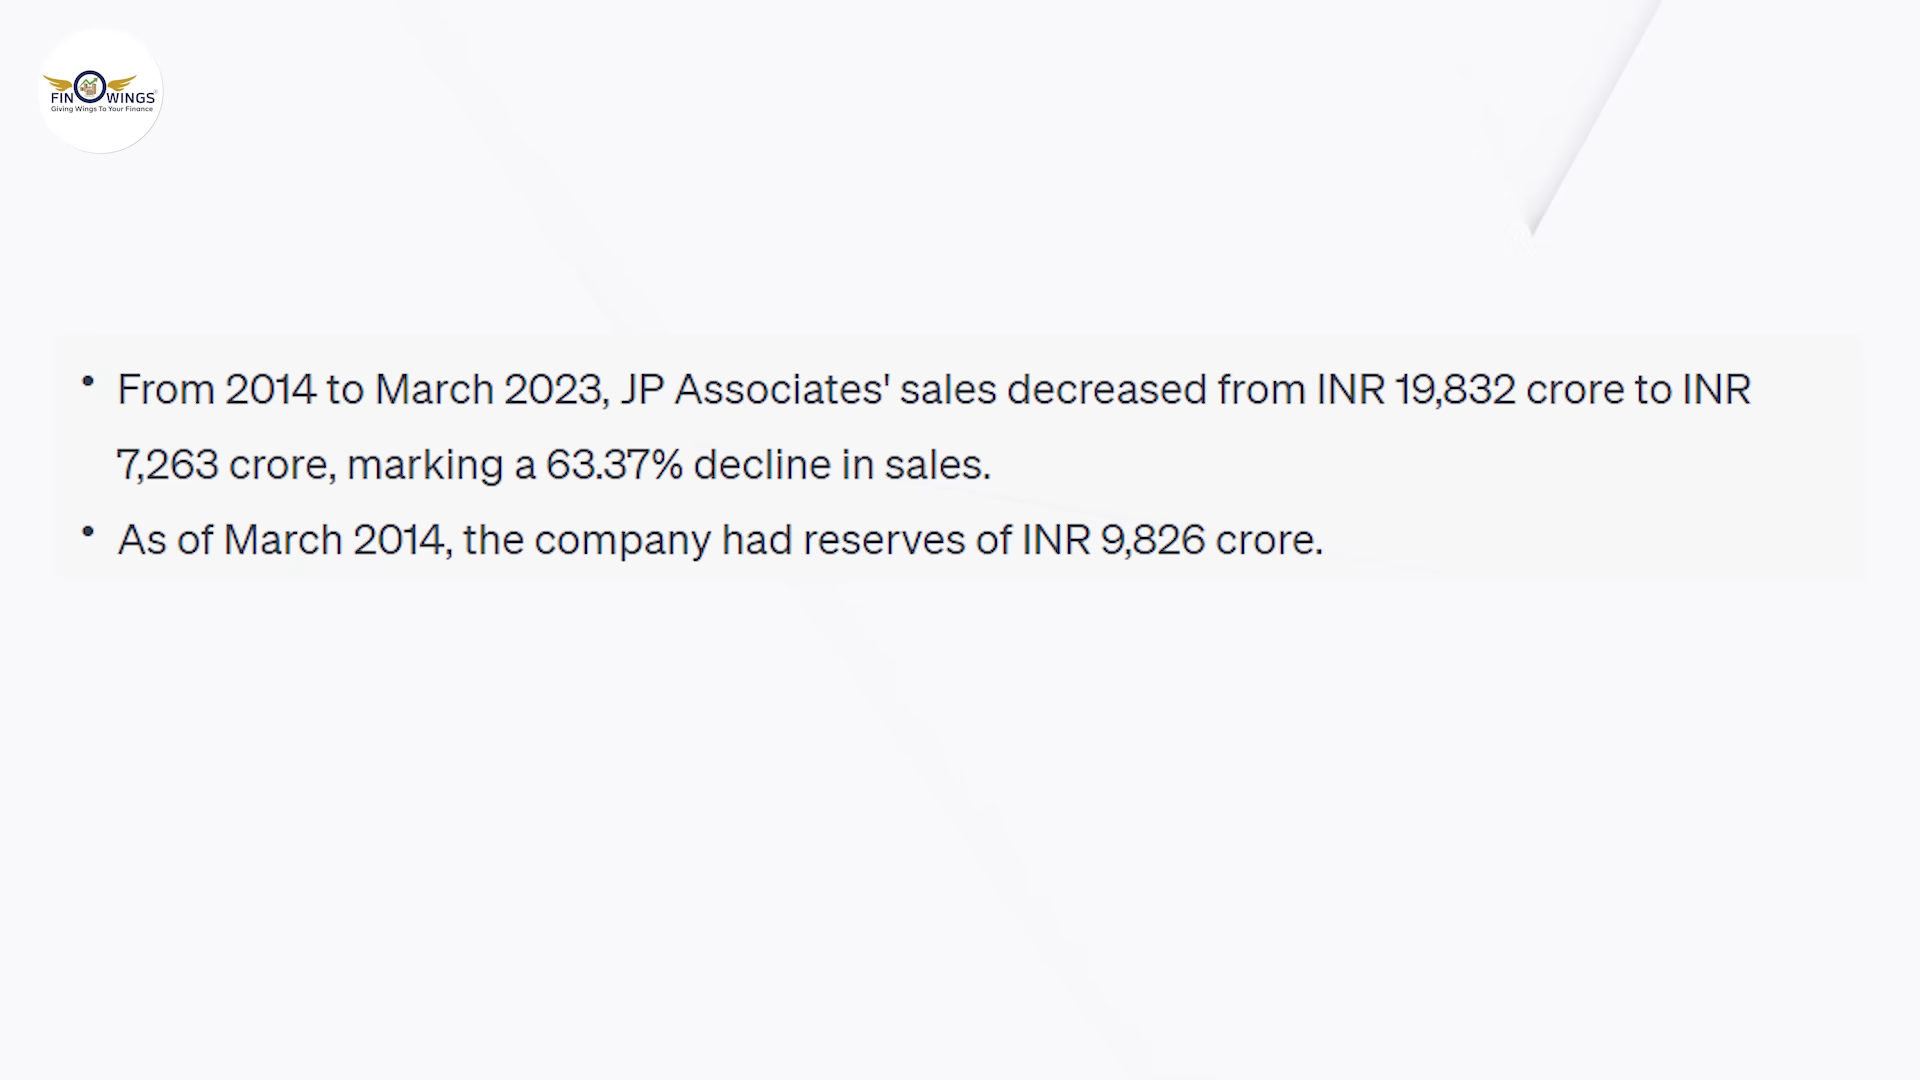 FINOWINGS
Giving Wings To Your Finance
• From 2014 to March 2023, JP Associates' sales decreased from INR 19,832 crore to INR
7,263 crore, marking a 63.37% decline in sales.
• As of March 2014, the company had reserves of INR 9,826 crore.